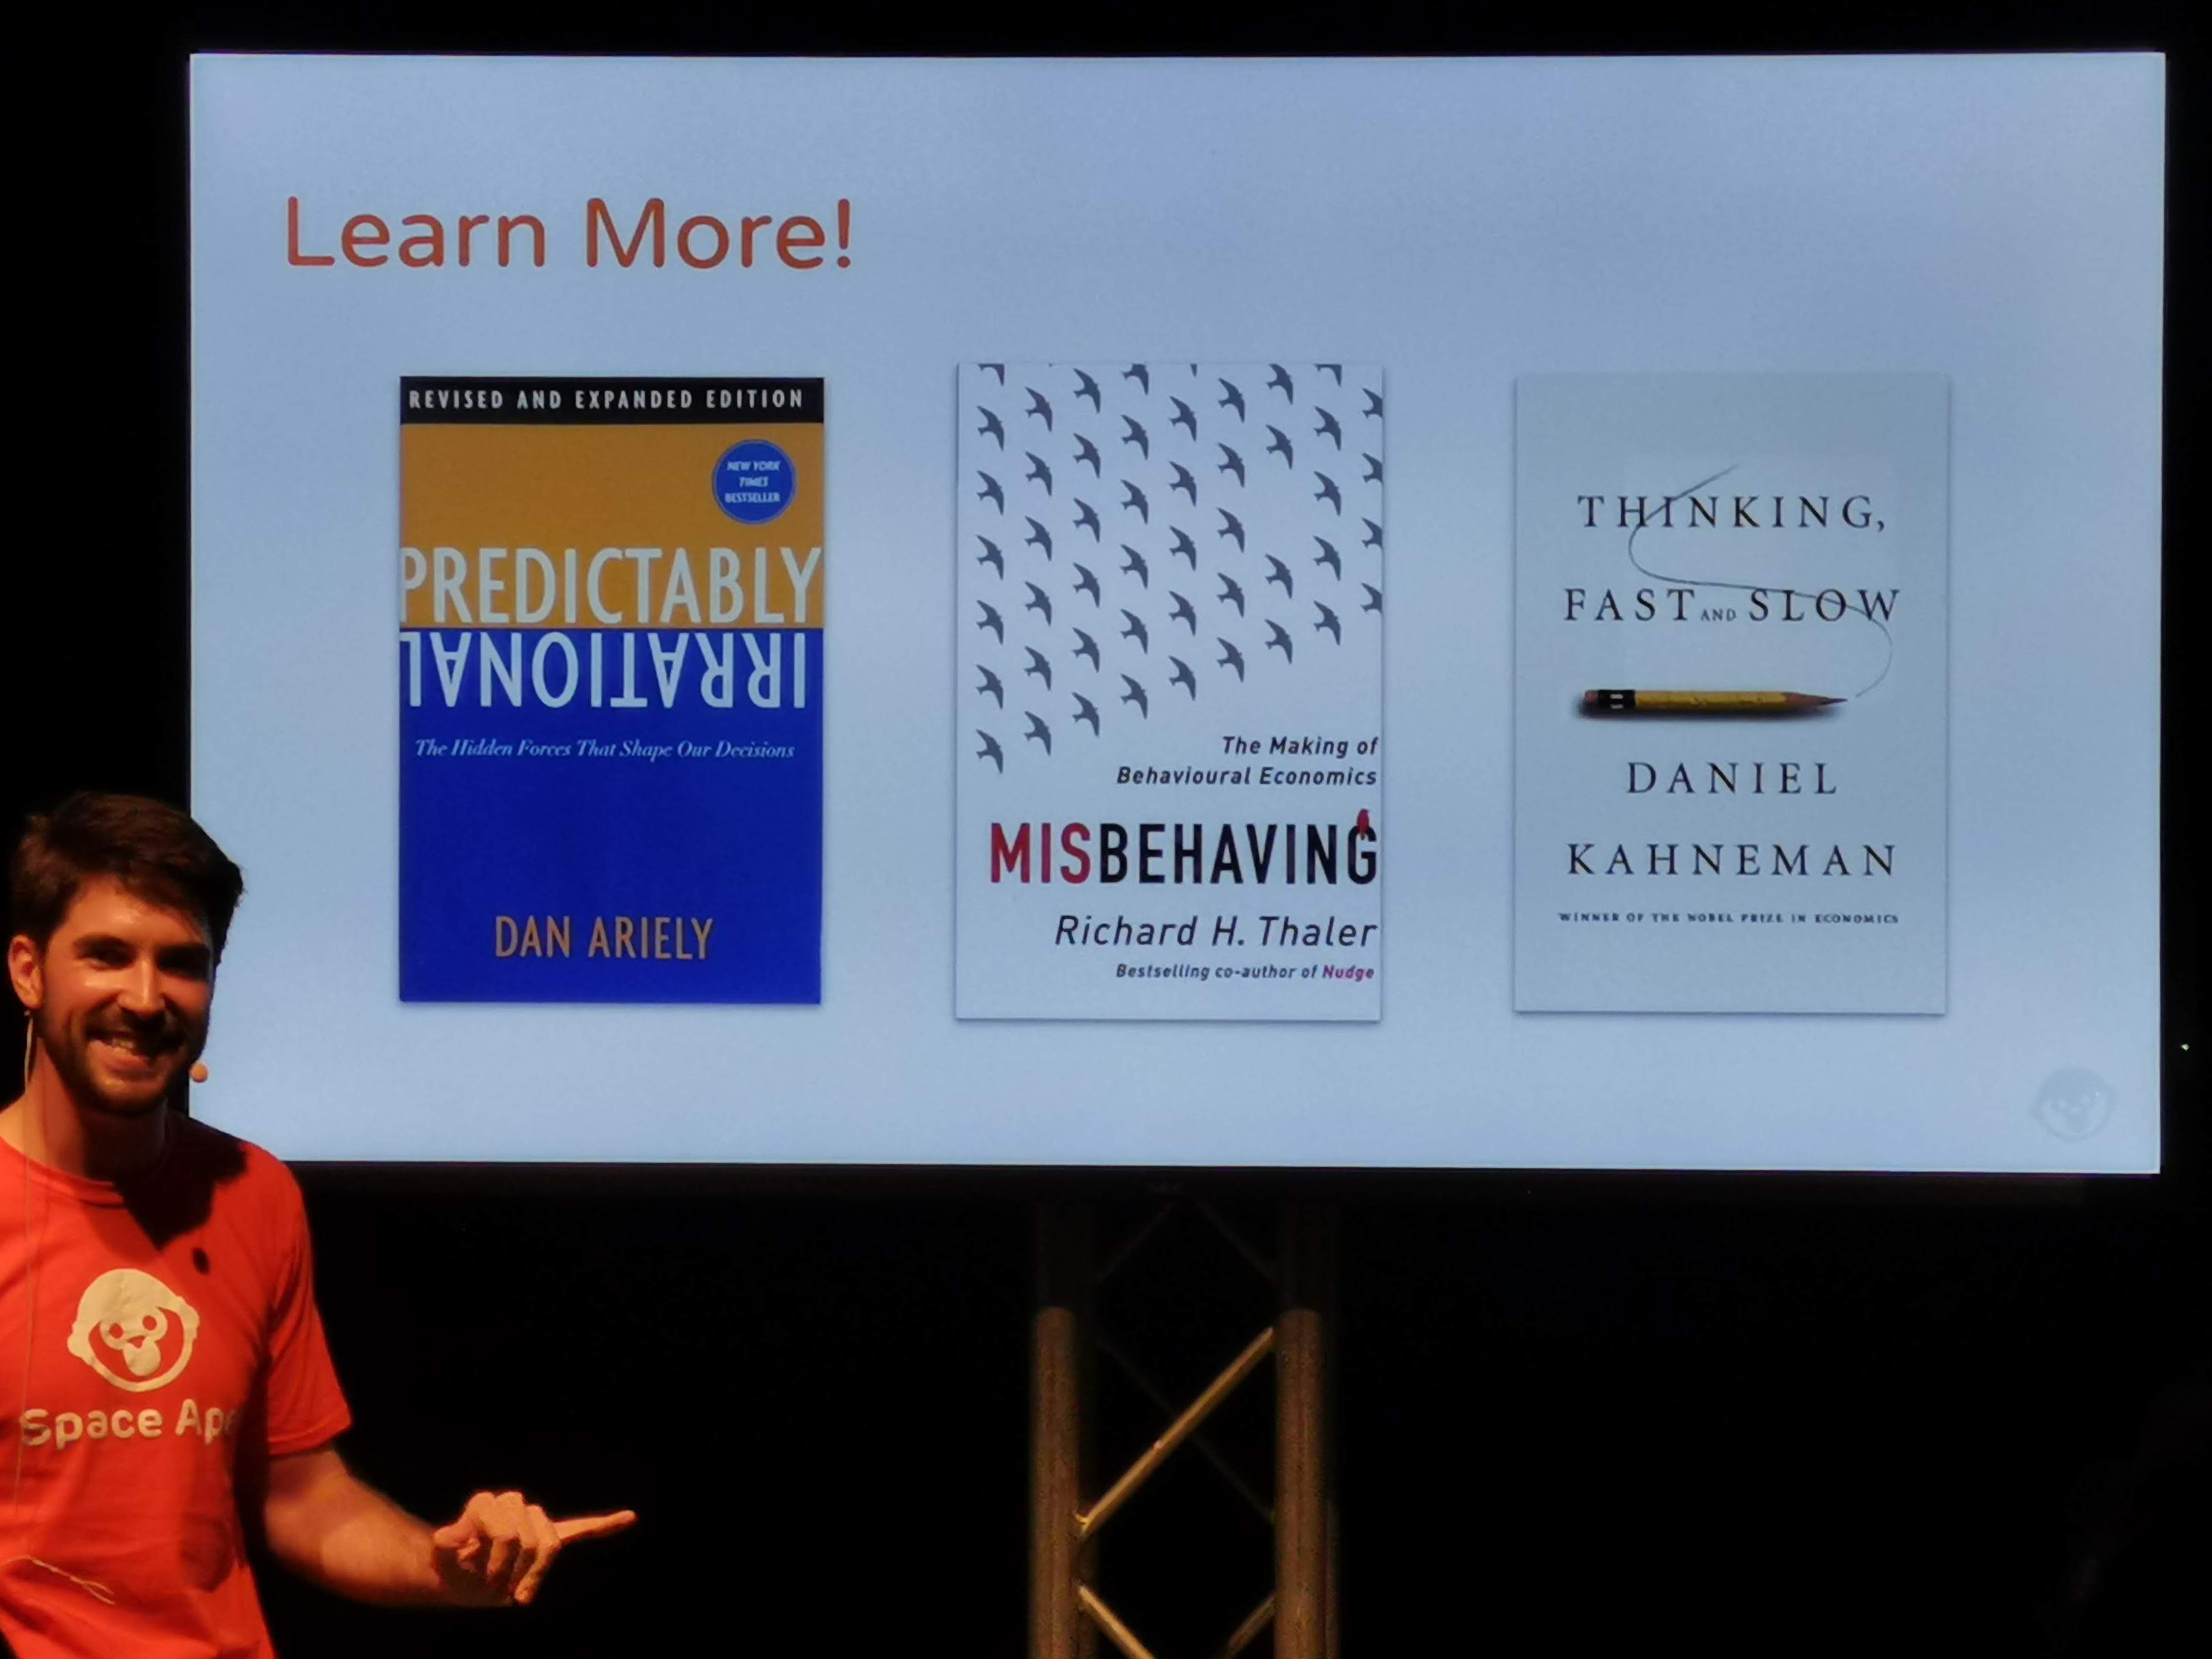 Learn More!
REVISED AND EXPANDED EDITION
NEW YORK
TIMES
BESTSELLER
PREDICTABLY
IRRATIONAL
The Hidden Forces That Shape Our Decisions
DAN ARIELY
The Making of
Behavioural Economics
MISBEHAVING
Richard H. Thaler
Bestselling co-author of Nudge
THINKING,
FAST AND SLOW
DANIEL
KAHNEMAN
WINNER OF THE NOBEL PRIZE IN ECONOMICS
Space Ape